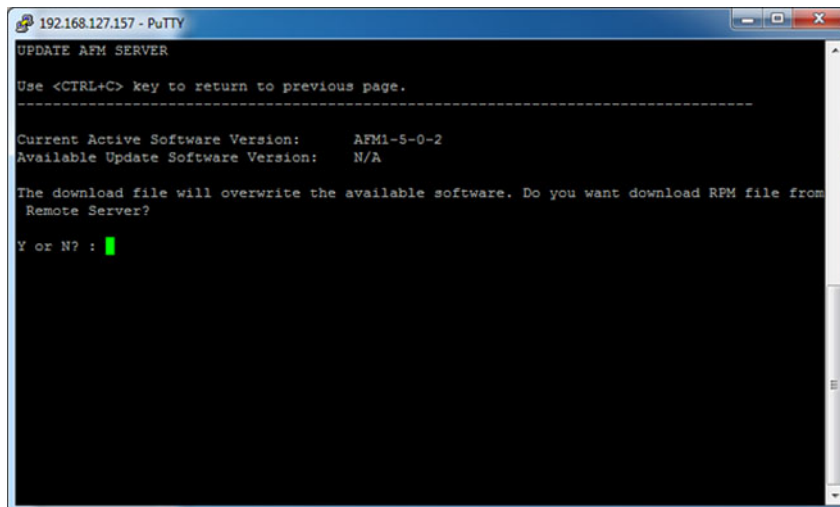 192.168.127.157 - PuTTY
UPDATE AFM SERVER
Use <CTRL+C> key to return to previous page.
--------------------------------------------------------------------------------
Current Active Software Version: AFM1-5-0-2
Available Update Software Version: N/A
The download file will overwrite the available software. Do you want download RPM file from
Remote Server?
Y or N? :